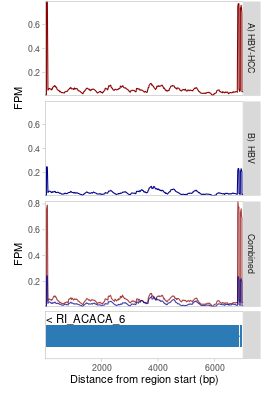 0.6
0.4
0.2
FPM
A) HBV-HCC
0.6
0.4
0.2
B) HBV
0.8
0.6
0.4
0.2
FPM
Combined
< RI_ACACA_6
2000 4000 6000
Distance from region start (bp)